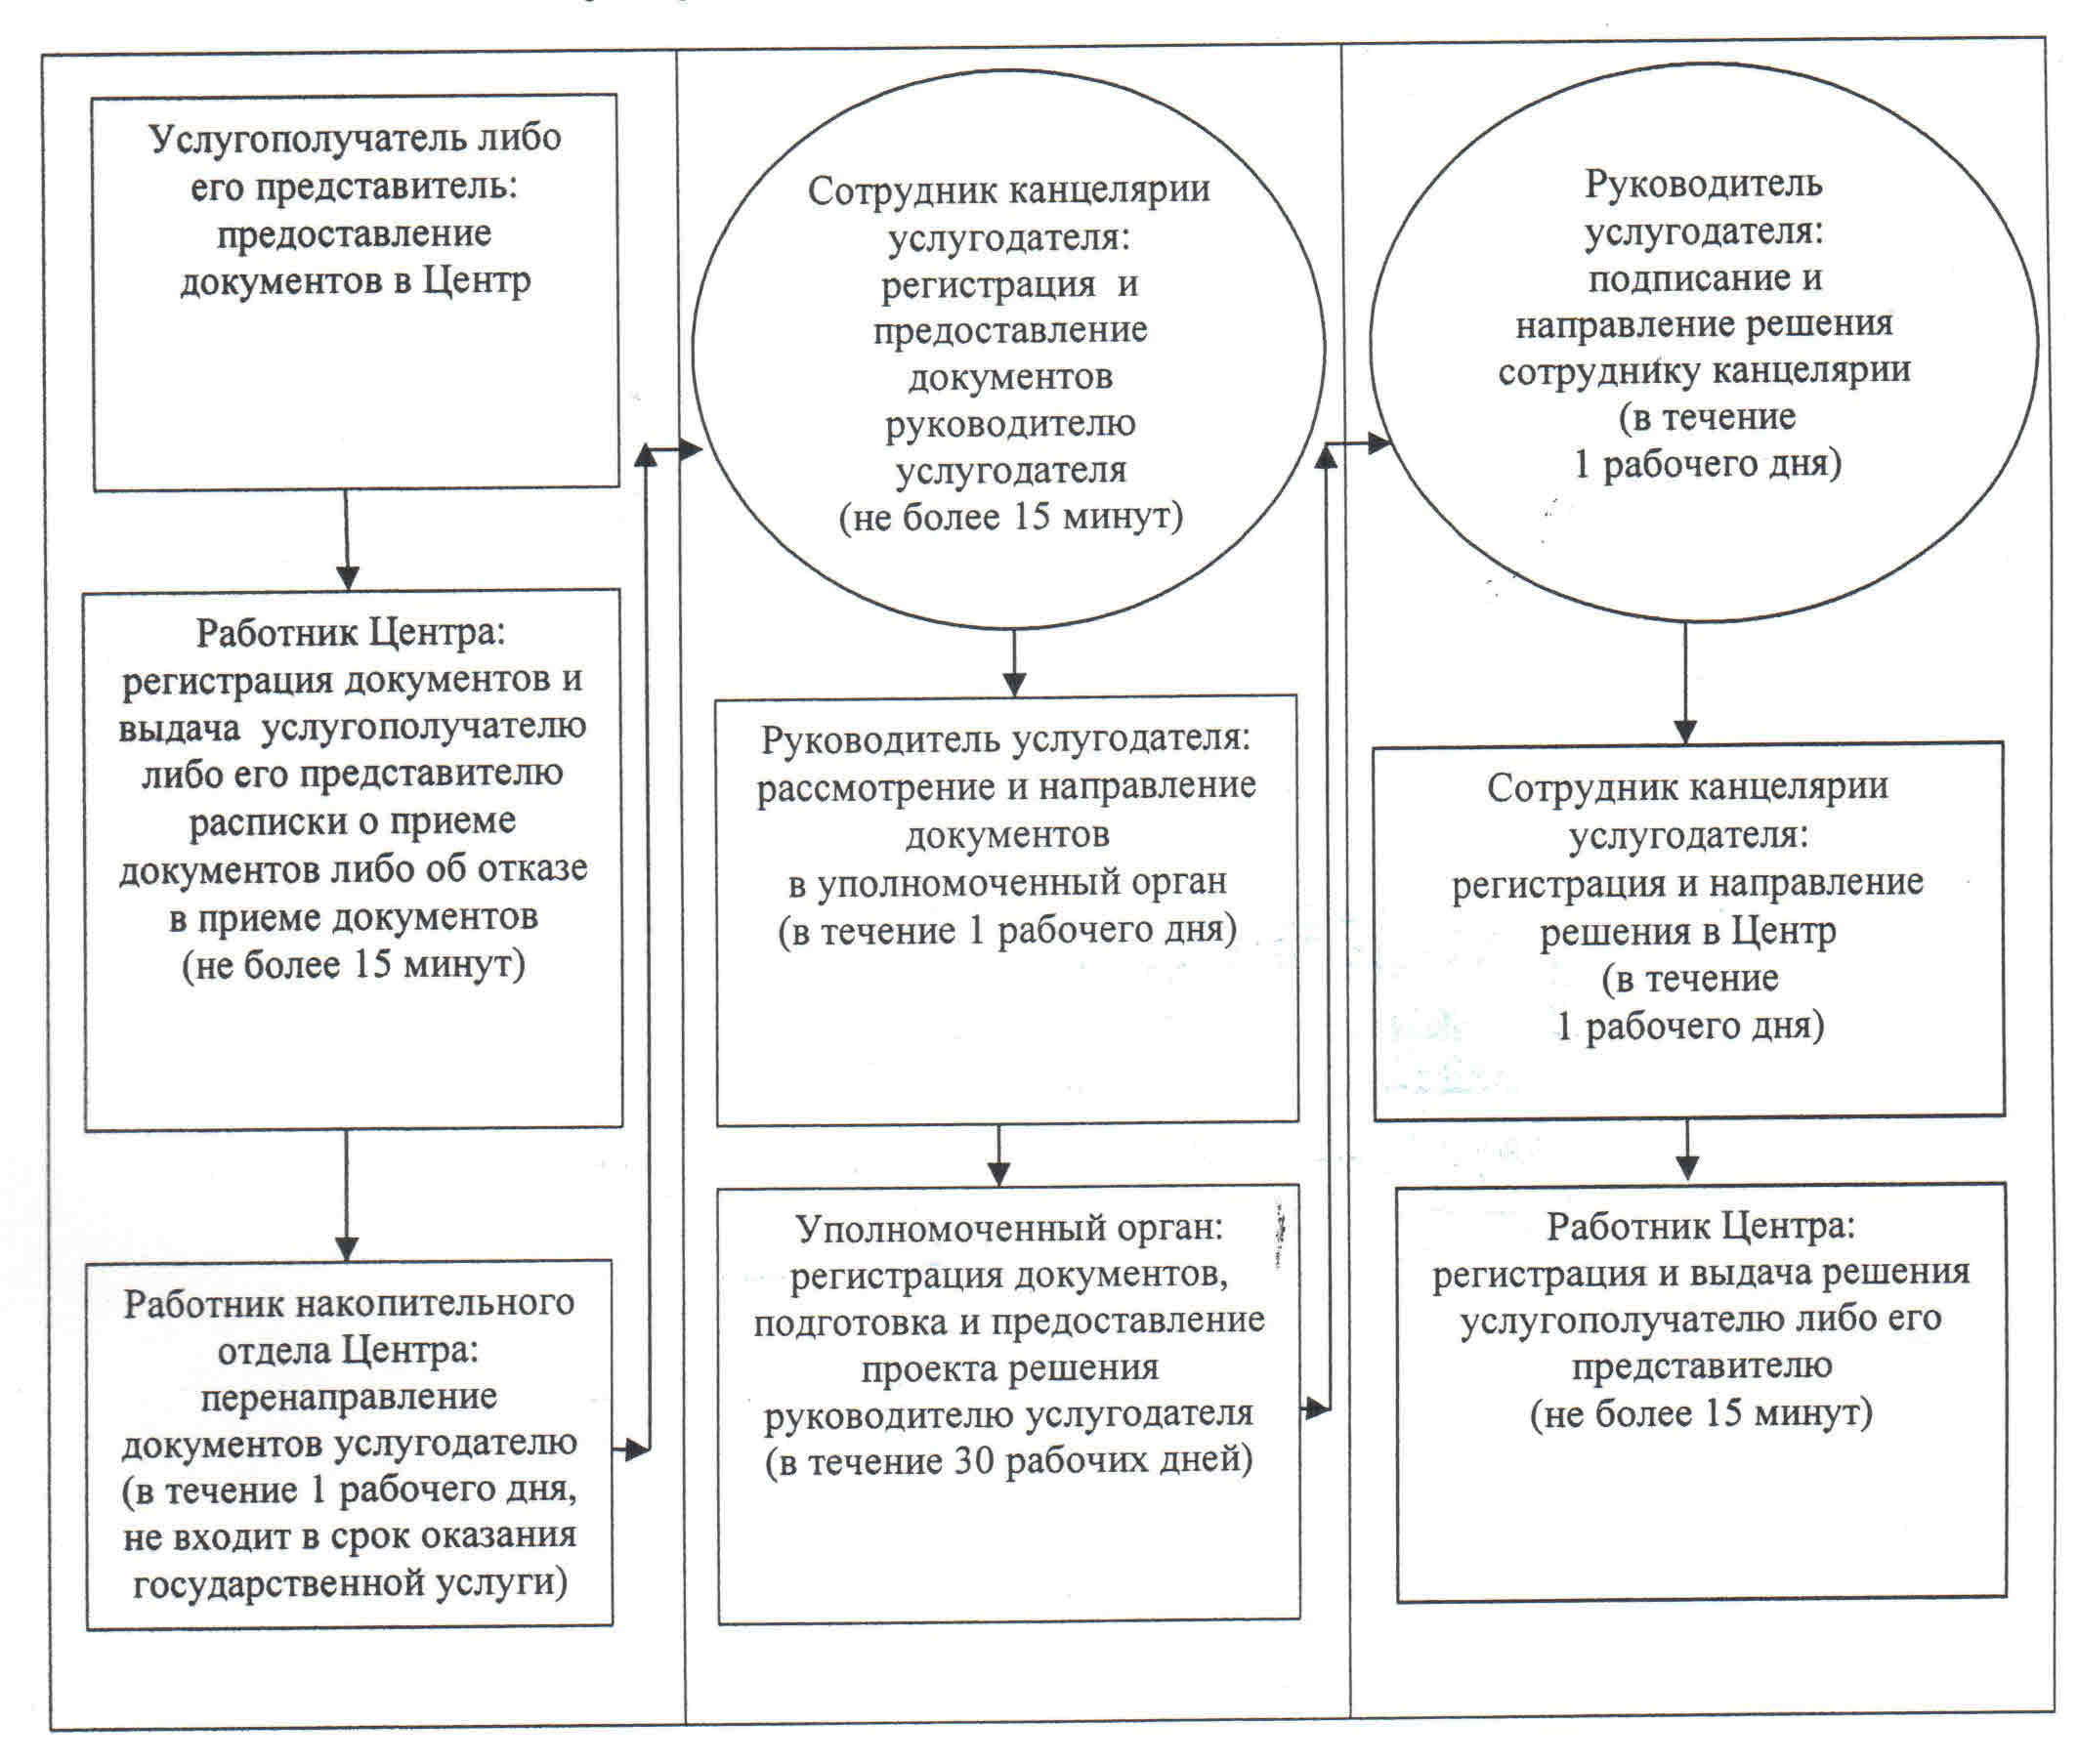 Услугополучатель либо
его представитель:
предоставление
документов в Центр
Работник Центра:
регистрация документов и
выдача услугополучателю
либо его представителю
расписки о приеме
документов либо об отказе
в приеме документов
(не более 15 минут)
Работник накопительного
отдела Центра:
перенаправление
документов услугодателю
(в течение 1 рабочего дня,
не входит в срок оказания
государственной услуги)
Сотрудник канцелярии
услугодателя:
регистрация и
предоставление
документов
руководителю
услугодателя
(не более 15 минут)
Руководитель услугодателя:
рассмотрение и направление
документов
в уполномоченный орган
(в течение 1 рабочего дня)
Уполномоченный орган:
регистрация документов,
подготовка и предоставление
проекта решения
руководителю услугодателя
(в течение 30 рабочих дней)
Руководитель
услугодателя:
подписание и
направление решения
сотруднику канцелярии
(в течение
1 рабочего дня)
Сотрудник канцелярии
услугодателя:
регистрация и направление
решения в Центр
(в течение
1 рабочего дня)
Работник Центра:
регистрация и выдача решения
услугополучателю либо его
представителю
(не более 15 минут)